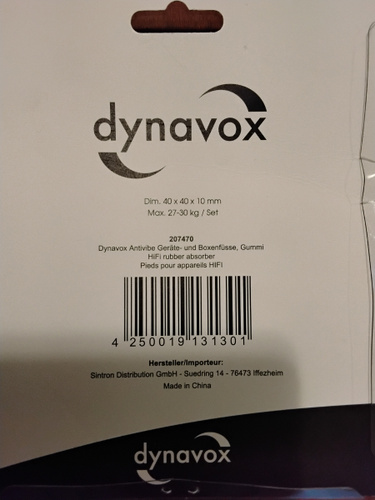 dynavox
Dim. 40 x 40 x 10 mm
Max. 27-30 kg / Set
207470
Dynavox Antivibe Geräte- und Boxenfüsse, Gummi
HiFi rubber absorber
Pieds pour appareils HIFI
4 250019 131301
Hersteller/Importeur:
Sintron Distribution GmbH - Suedring 14 - 76473 Iffezheim
Made in China
dynavox